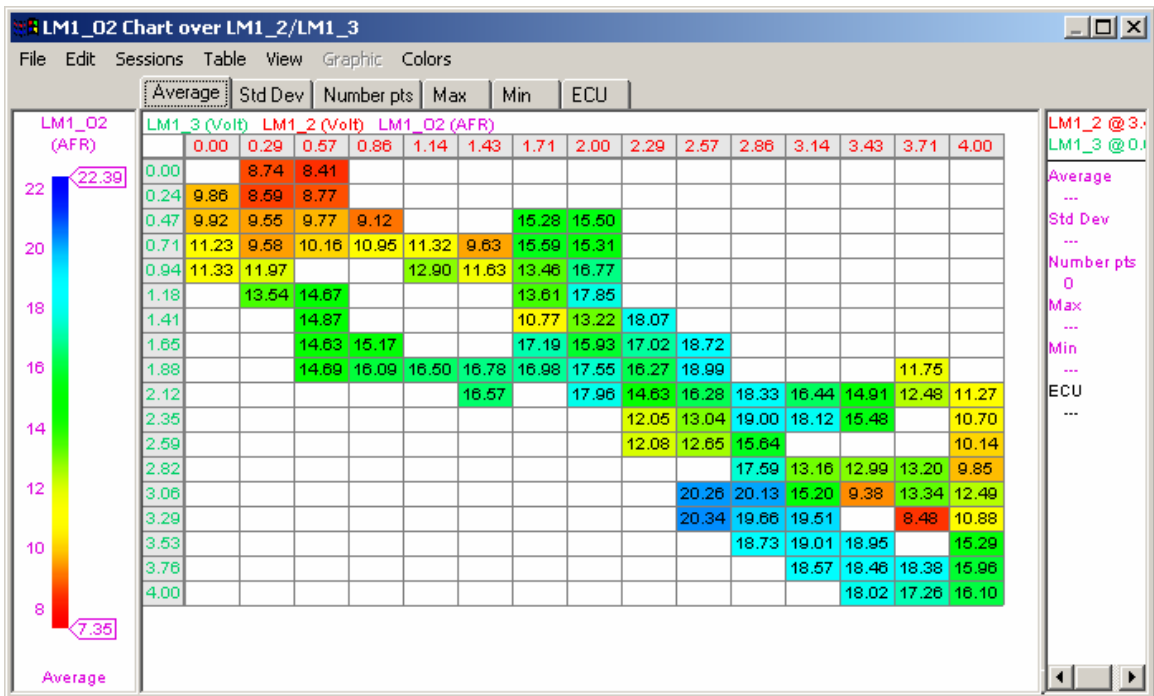 LM1_O2 Chart over LM1_2/LM1_3
File Edit Sessions Table View Graphic Colors
Average Std Dev Number pts Max Min ECU
LM1_O2
(AFR)
22.39
22
20
18
16
14
12
10
8
7.35
Average
LM1_3 (Volt) LM1_2 (Volt) LM1_O2 (AFR)
0.00 0.29 0.57 0.86 1.14 1.43 1.71 2.00 2.29 2.57 2.86 3.14 3.43 3.71 4.00
0.00 8.74 8.41
0.24 9.86 8.59 8.77
0.47 9.92 9.55 9.77 9.12 15.28 15.50
0.71 11.23 9.58 10.16 10.95 11.32 9.63 15.59 15.31
0.94 11.33 11.97 12.90 11.63 13.46 16.77
1.18 13.54 14.67 13.61 17.85
1.41 14.87 10.77 13.22 18.07
1.65 14.63 15.17 17.19 15.93 17.02 18.72
1.88 14.69 16.09 16.50 16.78 16.98 17.55 16.27 18.99 11.75
2.12 16.57 17.96 14.63 16.28 18.33 16.44 14.91 12.48 11.27
2.35 12.05 13.04 19.00 18.12 15.48 10.70
2.59 12.08 12.65 15.64 10.14
2.82 17.59 13.16 12.99 13.20 9.85
3.06 20.26 20.13 15.20 9.38 13.34 12.49
3.29 20.34 19.66 19.51 8.48 10.88
3.53 18.73 19.01 18.95 15.29
3.76 18.57 18.46 18.38 15.96
4.00 18.02 17.26 16.10
LM1_2 @ 3.
LM1_3 @ 0.
Average
---
Std Dev
---
Number pts
0
Max
---
Min
---
ECU
---